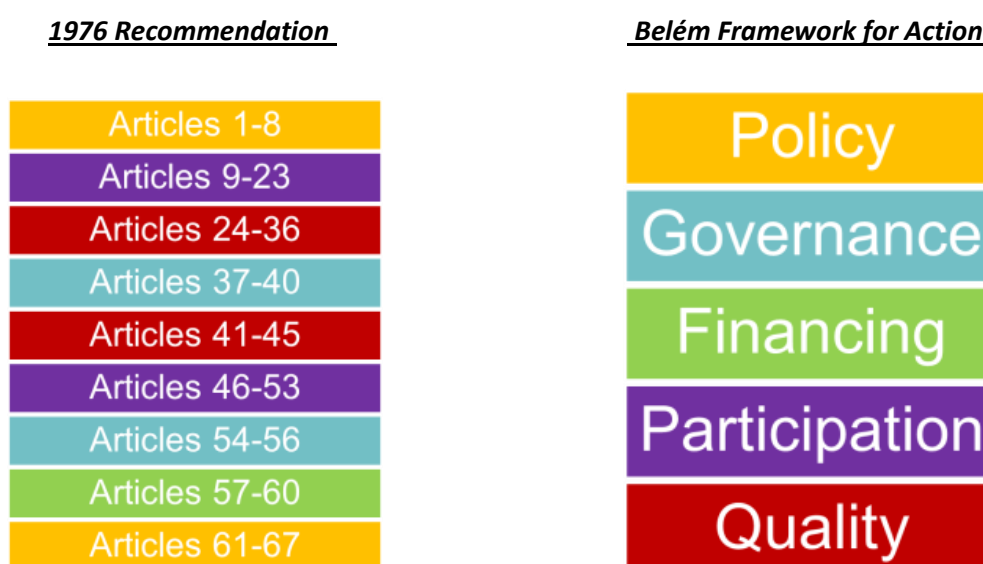 1976 Recommendation
Belém Framework for Action
Articles 1-8
Articles 9-23
Articles 24-36
Articles 37-40
Articles 41-45
Articles 46-53
Articles 54-56
Articles 57-60
Articles 61-67
Policy
Governance
Financing
Participation
Quality